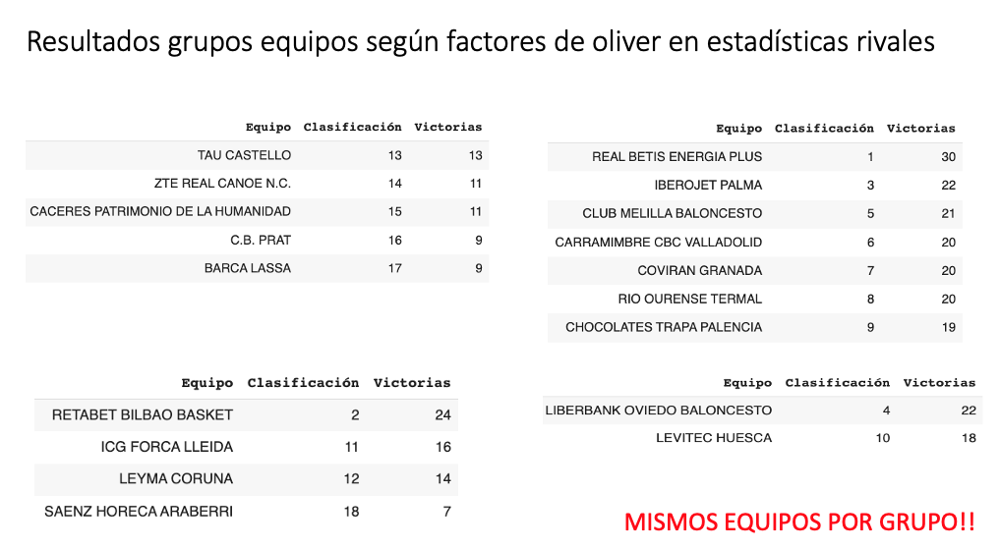 Resultados grupos equipos según factores de oliver en estadísticas rivales
Equipo Clasificación Victorias
TAU CASTELLO 13 13
ZTE REAL CANOE N.C. 14 11
CACERES PATRIMONIO DE LA HUMANIDAD 15 11
C.B. PRAT 16 9
BARCA LASSA 17 9
Equipo Clasificación Victorias
REAL BETIS ENERGIA PLUS 1 30
IBEROJET PALMA 3 22
CLUB MELILLA BALONCESTO 5 21
CARRAMIMBRE CBC VALLADOLID 6 20
COVIRAN GRANADA 7 20
RIO OURENSE TERMAL 8 20
CHOCOLATES TRAPA PALENCIA 9 19
Equipo Clasificación Victorias
RETABET BILBAO BASKET 2 24
ICG FORCA LLEIDA 11 16
LEYMA CORUNA 12 14
SAENZ HORECA ARABERRI 18 7
Equipo Clasificación Victorias
LIBERBANK OVIEDO BALONCESTO 4 22
LEVITEC HUESCA 10 18
MISMOS EQUIPOS POR GRUPO!!